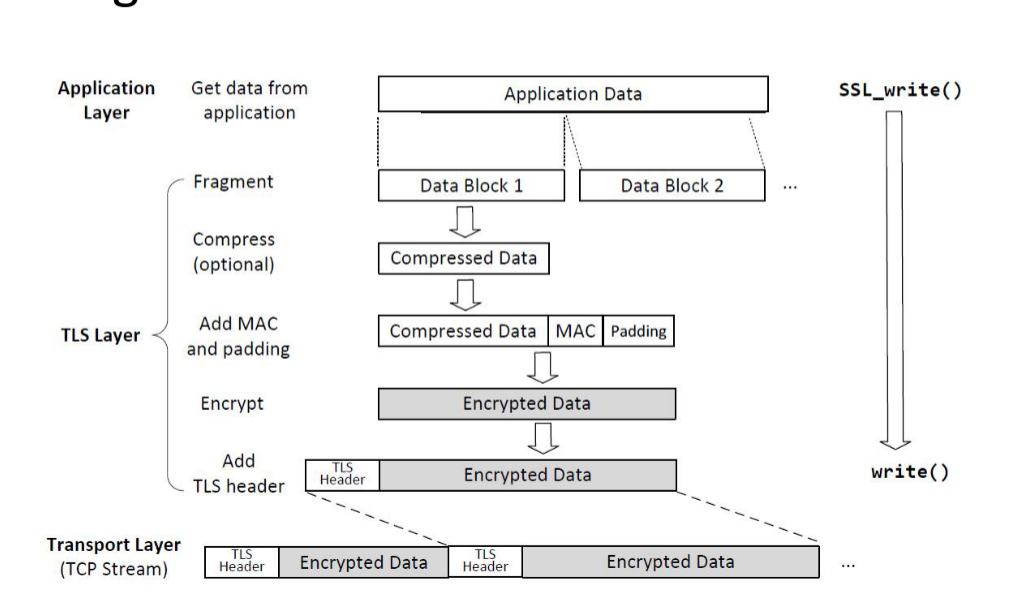 Application Layer
Get data from application
Application Data
SSL_write()
Fragment
Data Block 1
Data Block 2
...
Compress (optional)
Compressed Data
TLS Layer
Add MAC and padding
Compressed Data
MAC
Padding
Encrypt
Encrypted Data
Add TLS header
TLS Header
Encrypted Data
write()
Transport Layer (TCP Stream)
TLS Header
Encrypted Data
TLS Header
Encrypted Data
...